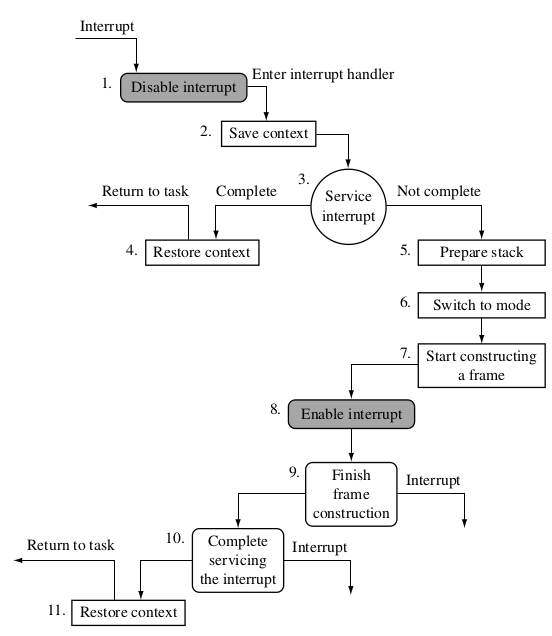 Interrupt
1.
Disable interrupt
Enter interrupt handler
2.
Save context
3.
Service
interrupt
Return to task
Complete
Not complete
4.
Restore context
5.
Prepare stack
6.
Switch to mode
7.
Start constructing
a frame
8.
Enable interrupt
9.
Finish
frame
construction
Interrupt
10.
Complete
servicing
the interrupt
Interrupt
Return to task
11.
Restore context